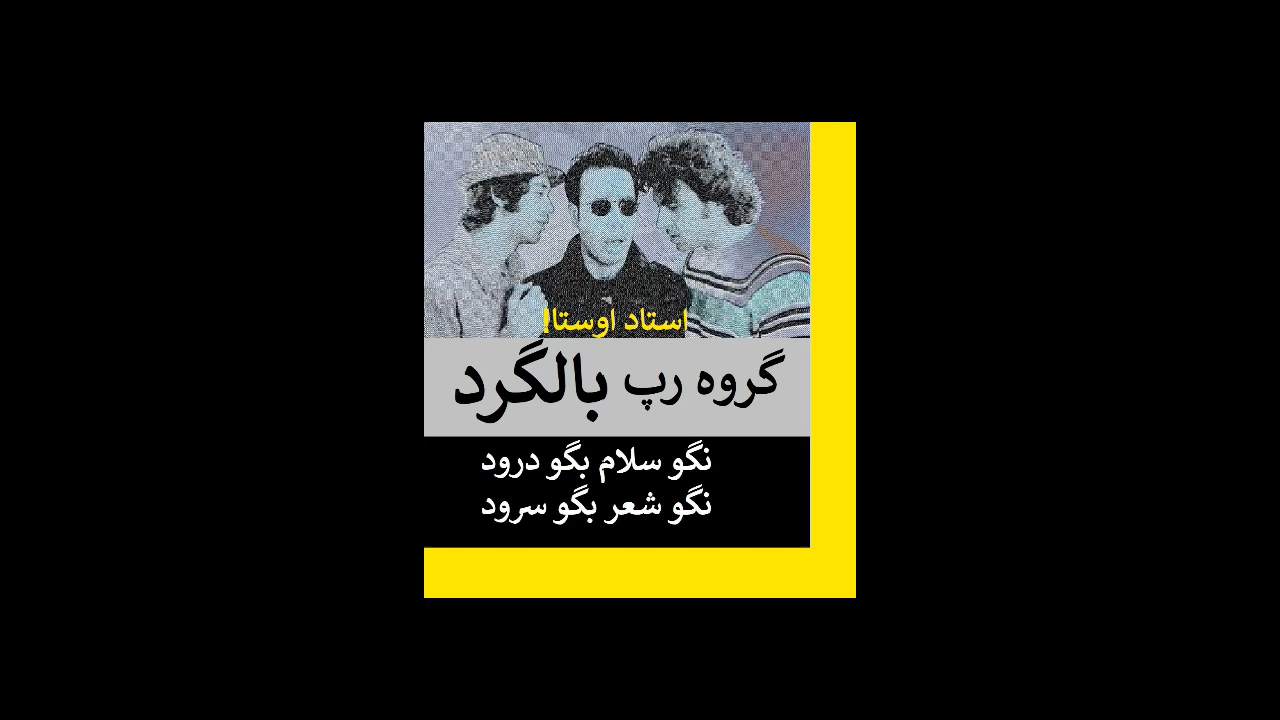 استاد اوستا!
گروه رپ بالگرد
نگو سلام بگو درود
نگو شعر بگو سرود